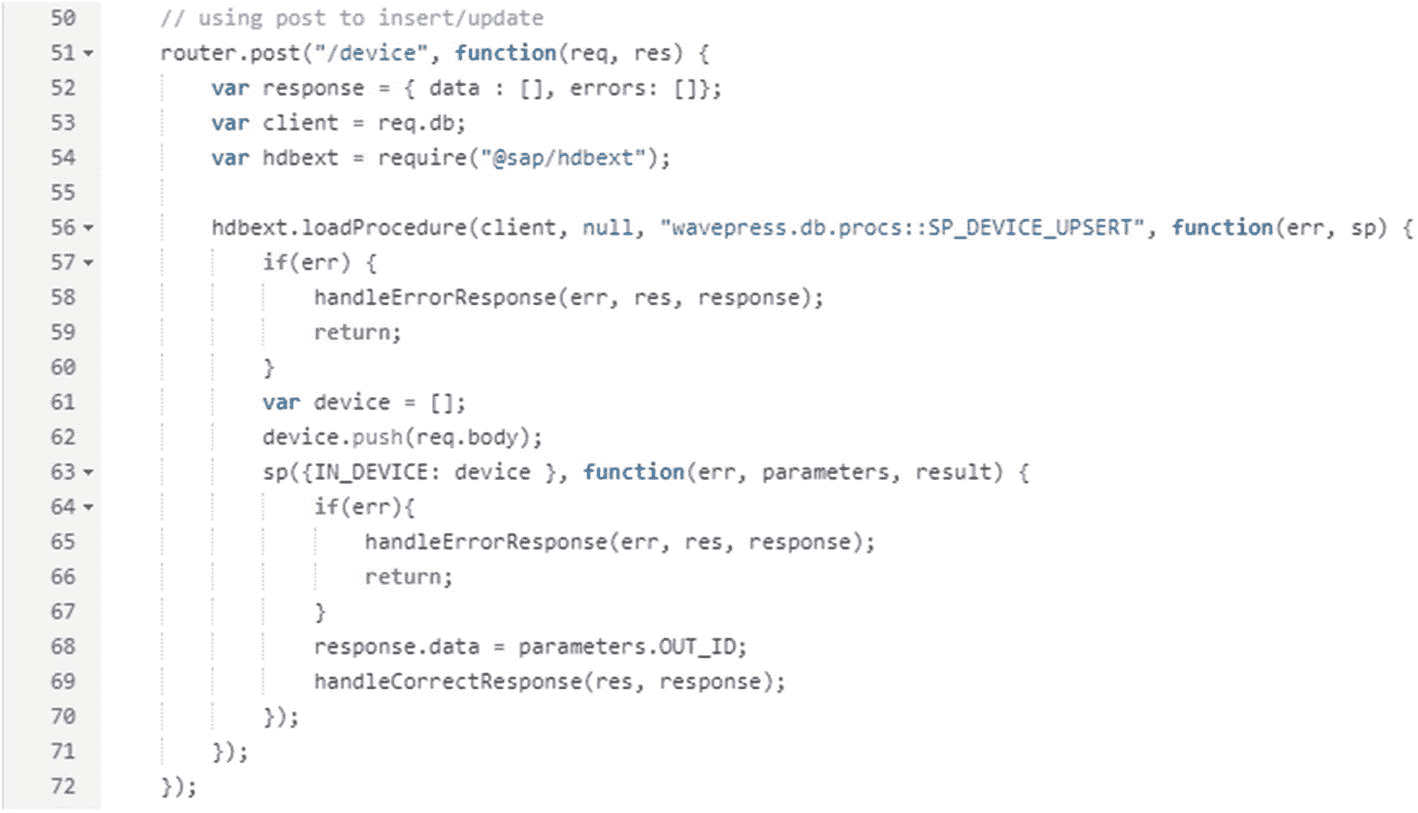 50 // using post to insert/update
51 router.post("/device", function(req, res) {
52 var response = { data : [], errors: []};
53 var client = req.db;
54 var hdbext = require("@sap/hdbext");
55
56 hdbext.loadProcedure(client, null, "wavepress.db.procs::SP_DEVICE_UPSERT", function(err, sp) {
57 if(err) {
58 handleErrorResponse(err, res, response);
59 return;
60 }
61 var device = [];
62 device.push(req.body);
63 sp({IN_DEVICE: device }, function(err, parameters, result) {
64 if(err){
65 handleErrorResponse(err, res, response);
66 return;
67 }
68 response.data = parameters.OUT_ID;
69 handleCorrectResponse(res, response);
70 });
71 });
72 });